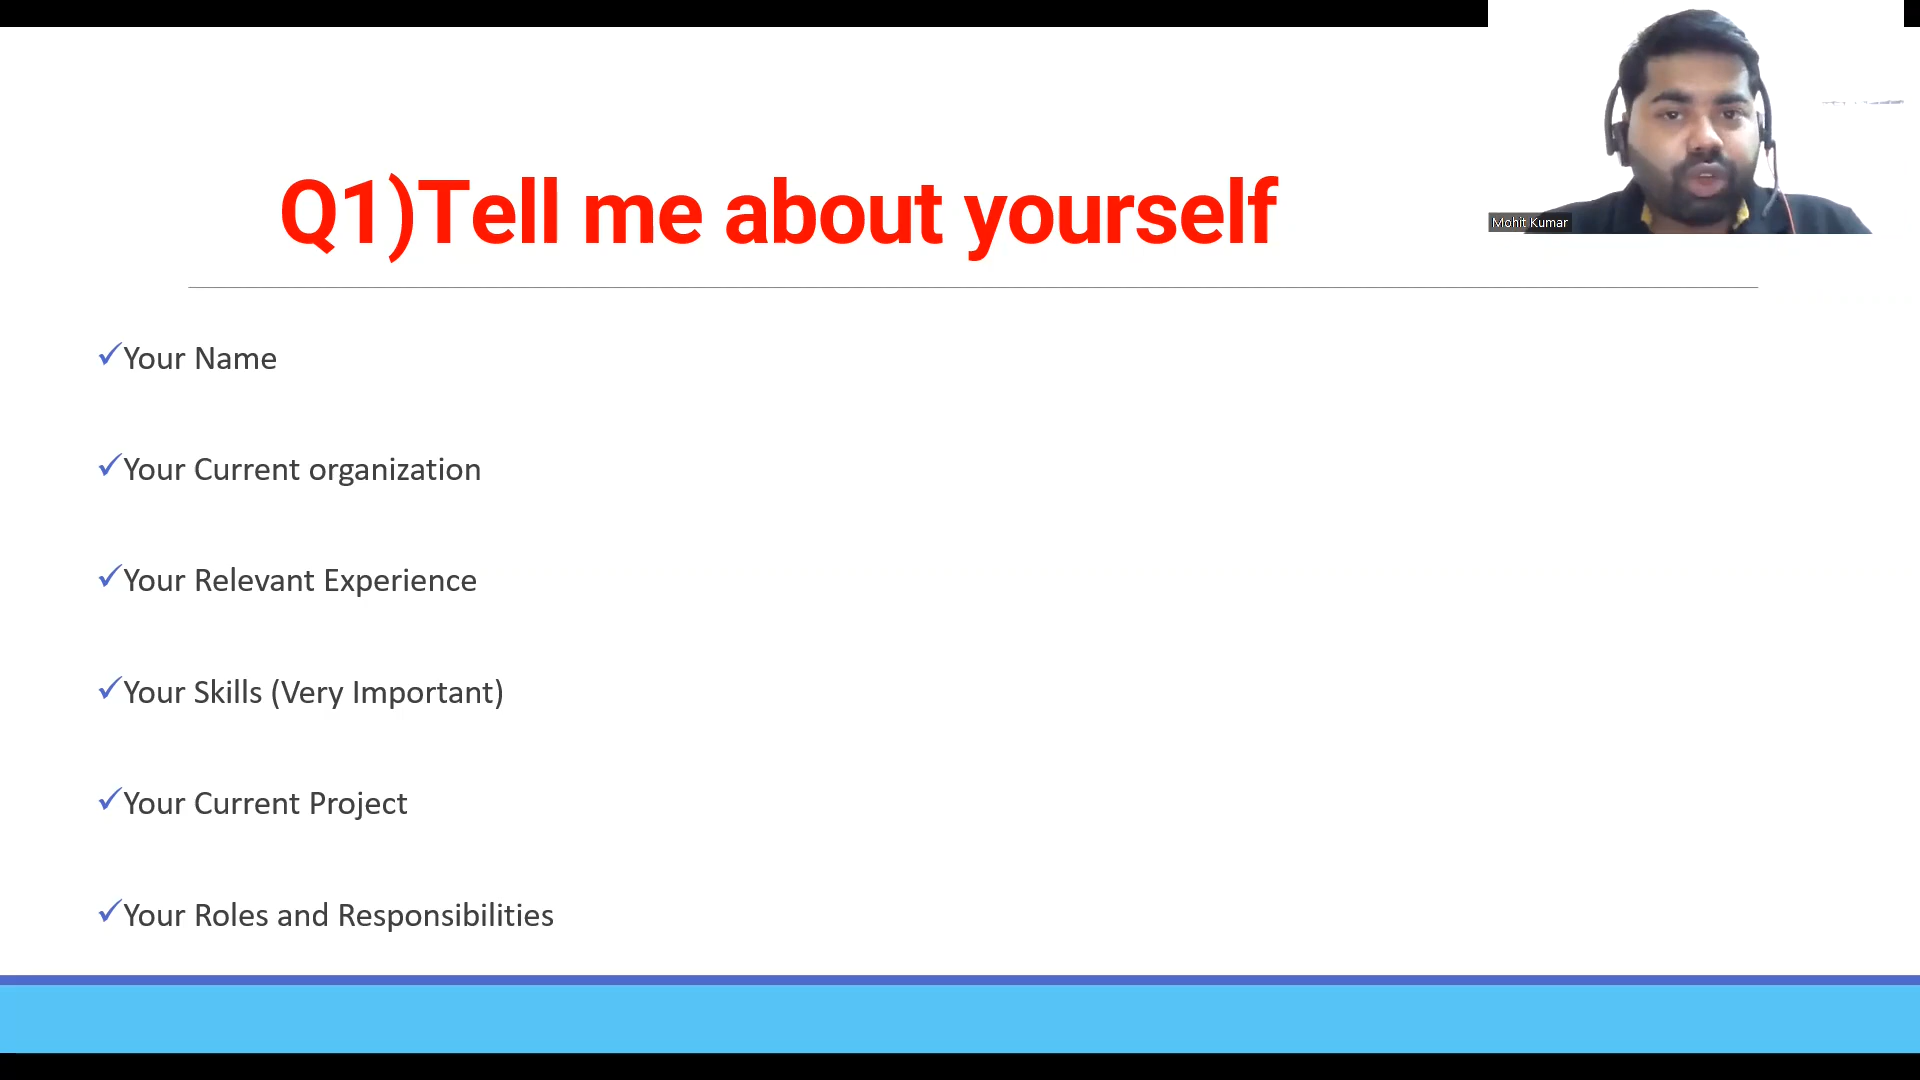 Q1)Tell me about yourself
Mohit Kumar
Your Name
Your Current organization
Your Relevant Experience
Your Skills (Very Important)
Your Current Project
Your Roles and Responsibilities